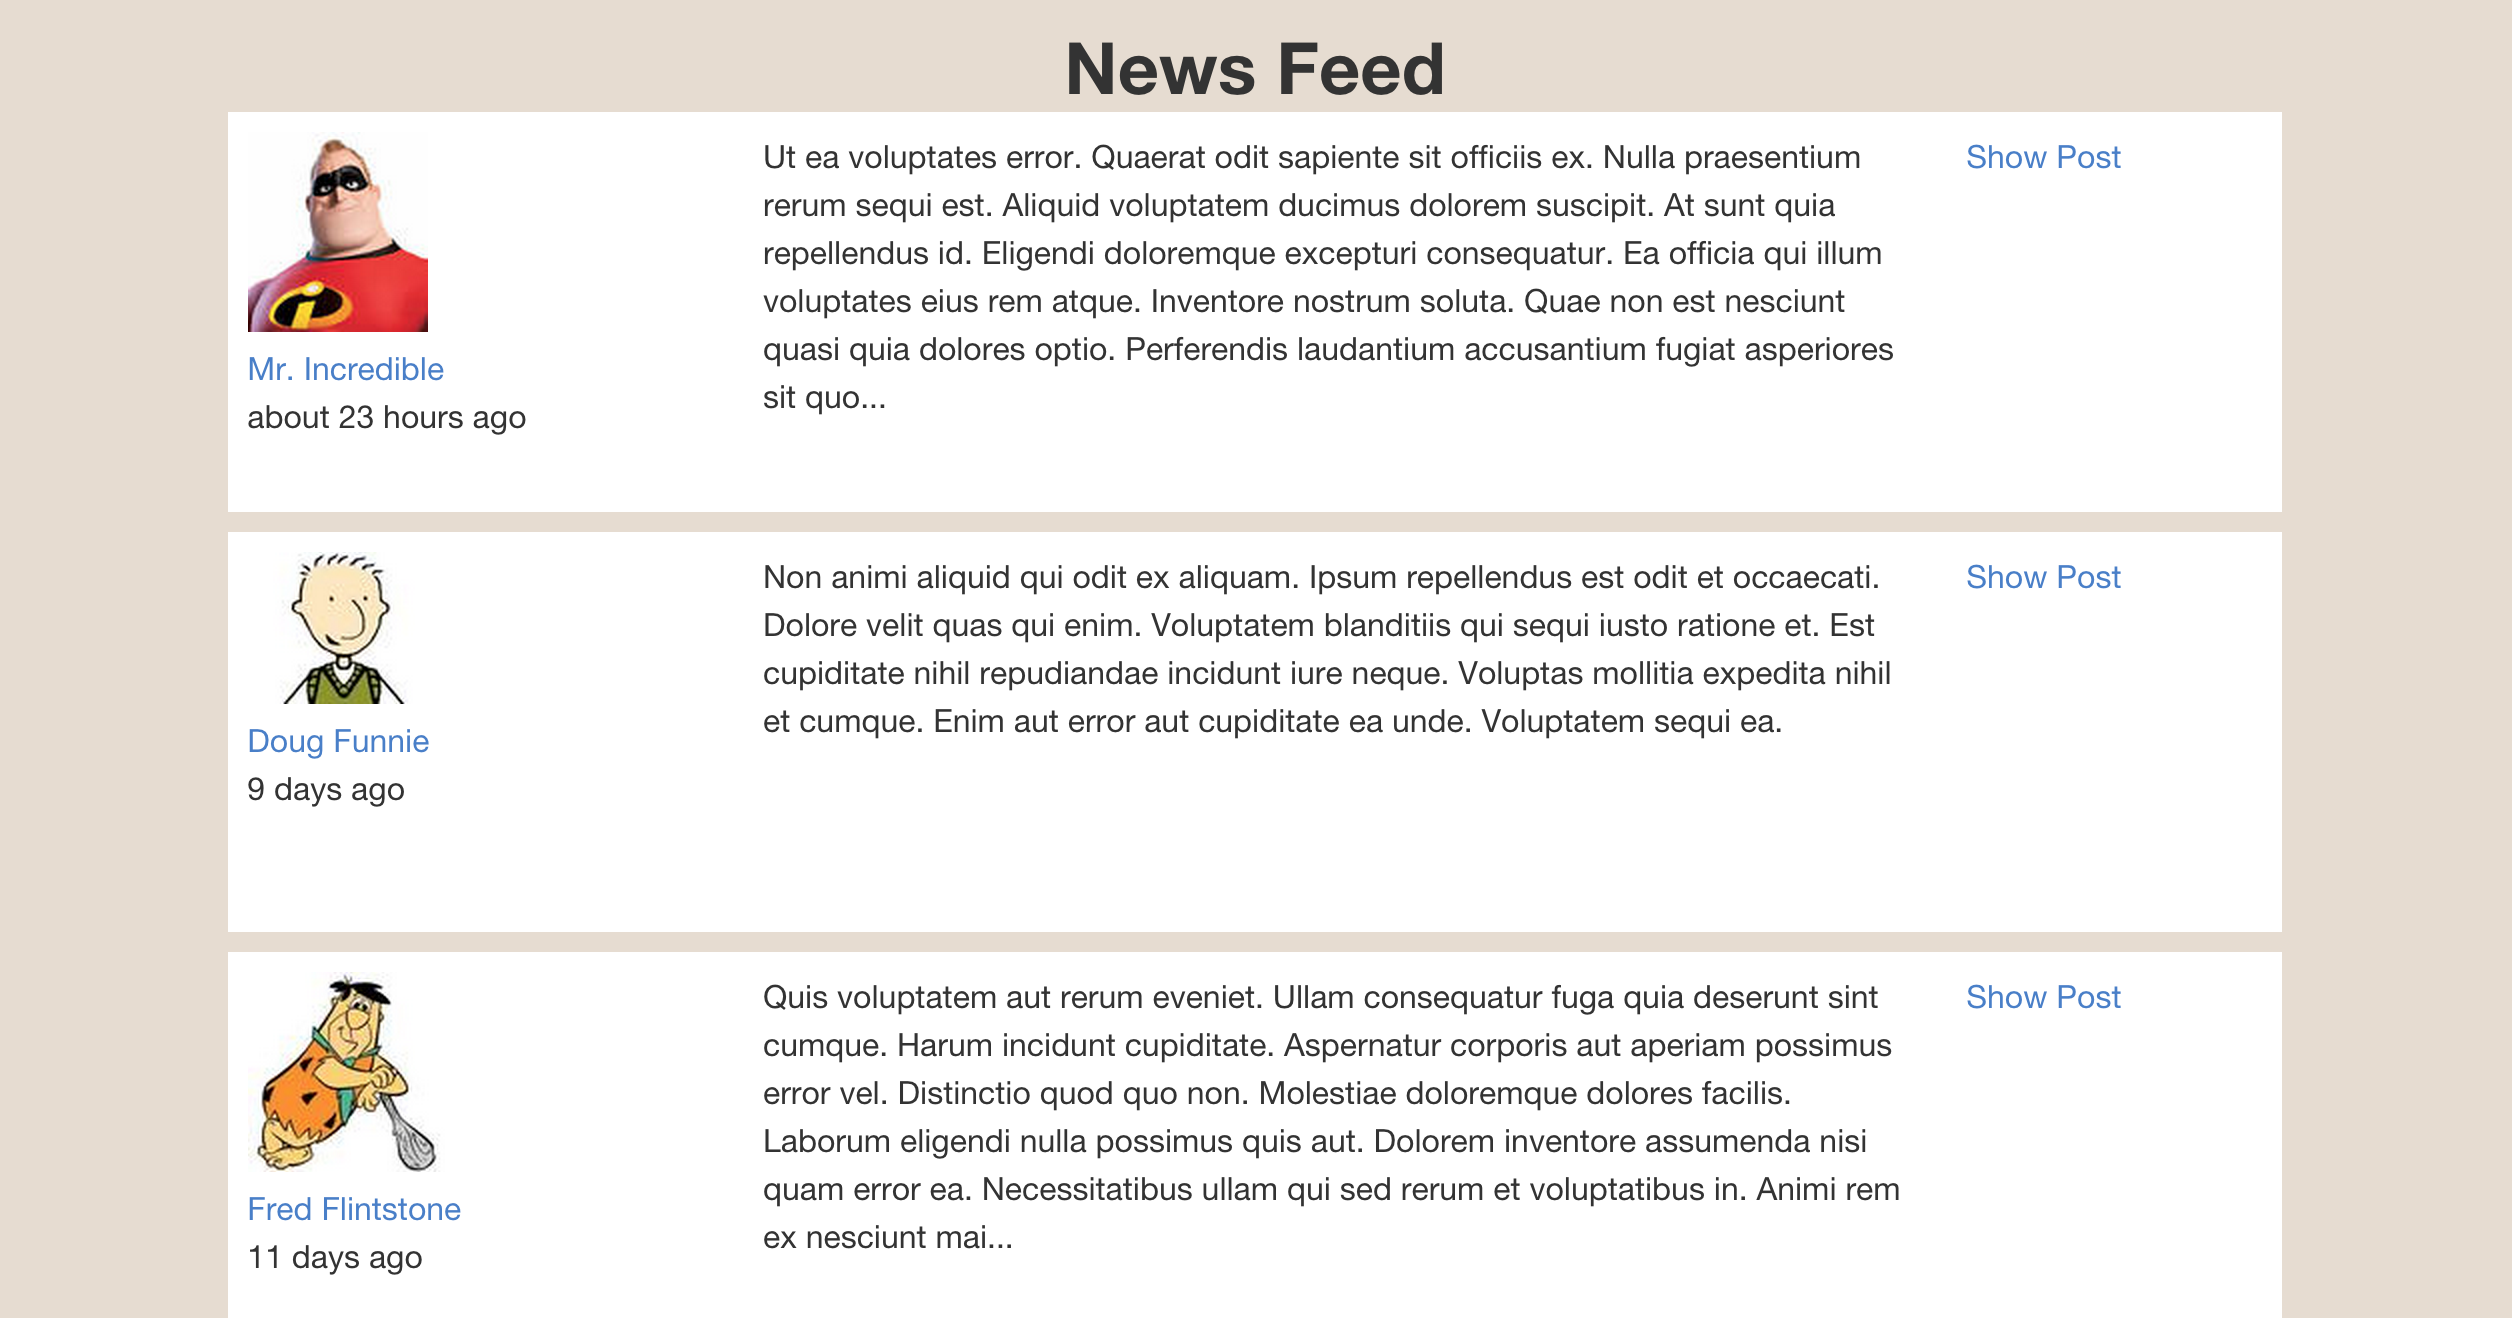 News Feed
Ut ea voluptates error. Quaerat odit sapiente sit officiis ex. Nulla praesentium
rerum sequi est. Aliquid voluptatem ducimus dolorem suscipit. At sunt quia
repellendus id. Eligendi doloremque excepturi consequatur. Ea officia qui illum
voluptates eius rem atque. Inventore nostrum soluta. Quae non est nesciunt
quasi quia dolores optio. Perferendis laudantium accusantium fugiat asperiores
sit quo...
Show Post
Mr. Incredible
about 23 hours ago
Non animi aliquid qui odit ex aliquam. Ipsum repellendus est odit et occaecati.
Dolore velit quas qui enim. Voluptatem blanditiis qui sequi iusto ratione et. Est
cupiditate nihil repudiandae incidunt iure neque. Voluptas mollitia expedita nihil
et cumque. Enim aut error aut cupiditate ea unde. Voluptatem sequi ea.
Show Post
Doug Funnie
9 days ago
Quis voluptatem aut rerum eveniet. Ullam consequatur fuga quia deserunt sint
cumque. Harum incidunt cupiditate. Aspernatur corporis aut aperiam possimus
error vel. Distinctio quod quo non. Molestiae doloremque dolores facilis.
Laborum eligendi nulla possimus quis aut. Dolorem inventore assumenda nisi
quam error ea. Necessitatibus ullam qui sed rerum et voluptatibus in. Animi rem
ex nesciunt mai...
Show Post
Fred Flintstone
11 days ago